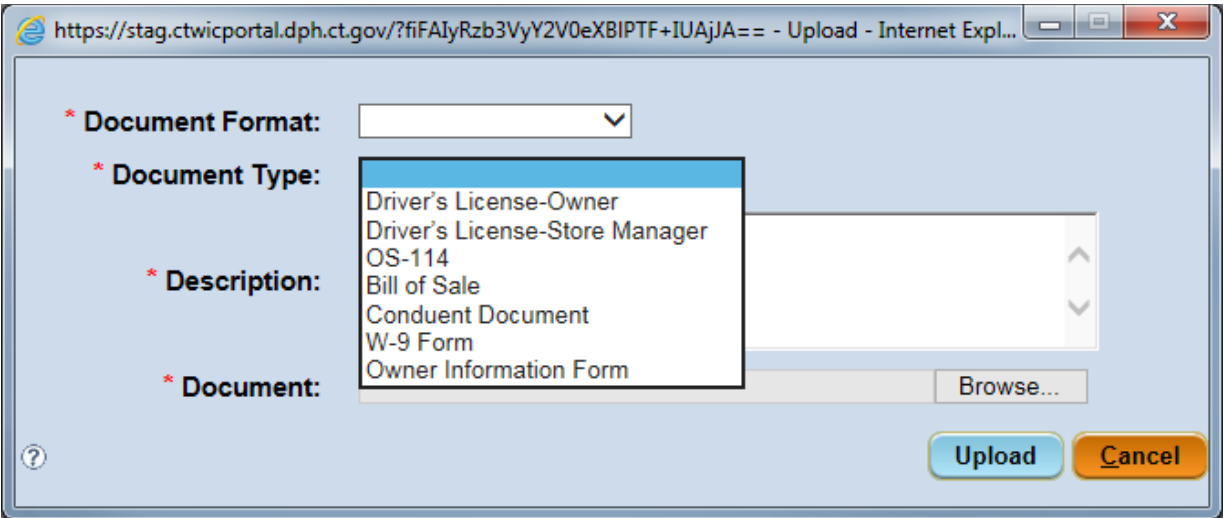 https://stag.ctwicportal.dph.ct.gov/?fiFAIyRzb3VyY2V0eXBlPTF+IUAjJA== - Upload - Internet Expl...
* Document Format:
* Document Type:
Driver's License-Owner
Driver's License-Store Manager
OS-114
Bill of Sale
Conduent Document
W-9 Form
Owner Information Form
* Description:
* Document:
Browse...
?
Upload
Cancel